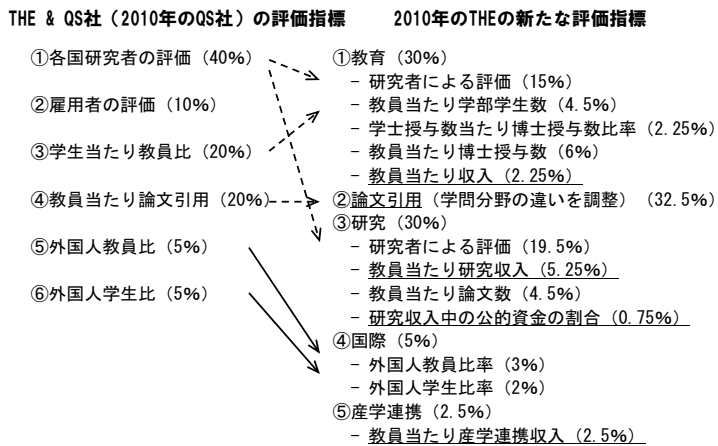 THE & QS社（2010年のQS社）の評価指標
①各国研究者の評価（40%）
②雇用者の評価（10%）
③学生当たり教員比（20%）
④教員当たり論文引用（20%）
⑤外国人教員比（5%）
⑥外国人学生比（5%）
2010年のTHEの新たな評価指標
①教育（30%）
− 研究者による評価（15%）
− 教員当たり学部学生数（4.5%）
− 学士授与数当たり博士授与数比率（2.25%）
− 教員当たり博士授与数（6%）
− 教員当たり収入（2.25%）
②論文引用（学問分野の違いを調整）（32.5%）
③研究（30%）
− 研究者による評価（19.5%）
− 教員当たり研究収入（5.25%）
− 教員当たり論文数（4.5%）
− 研究収入中の公的資金の割合（0.75%）
④国際（5%）
− 外国人教員比率（3%）
− 外国人学生比率（2%）
⑤産学連携（2.5%）
− 教員当たり産学連携収入（2.5%）